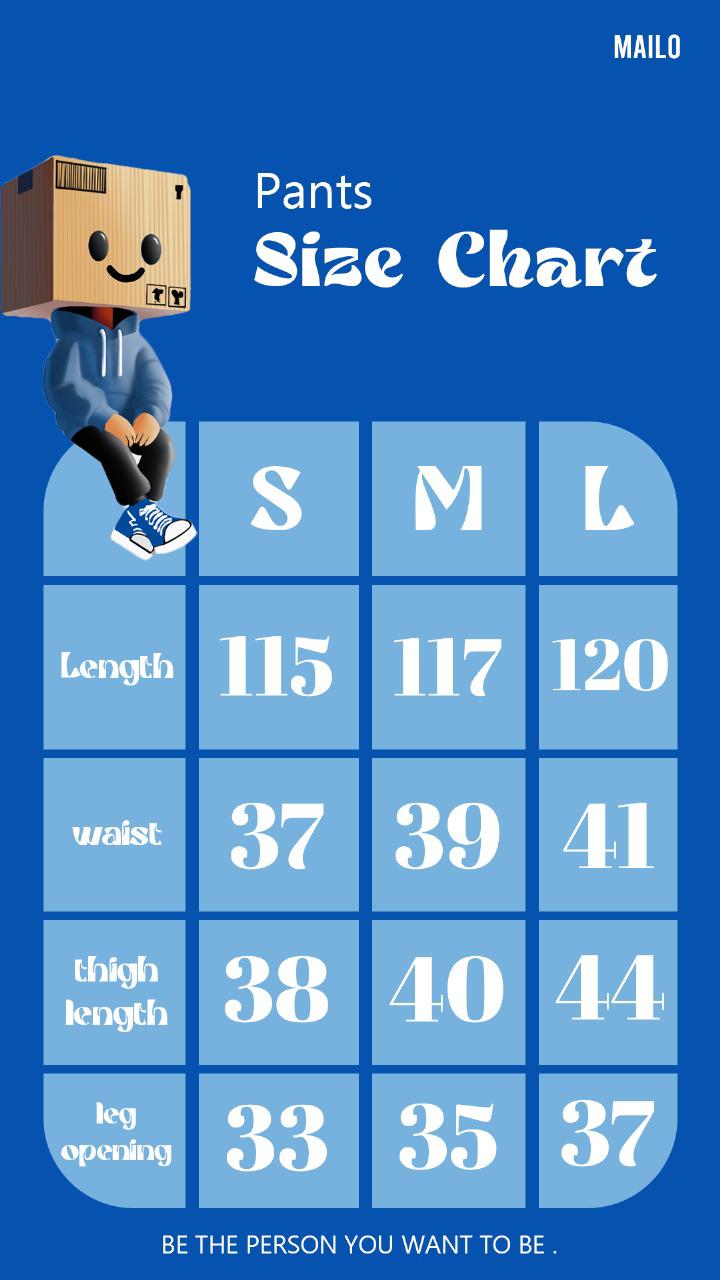 MAILO
Pants
Size Chart
S M L
Length 115 117 120
waist 37 39 41
thigh
length 38 40 44
leg
opening 33 35 37
BE THE PERSON YOU WANT TO BE .